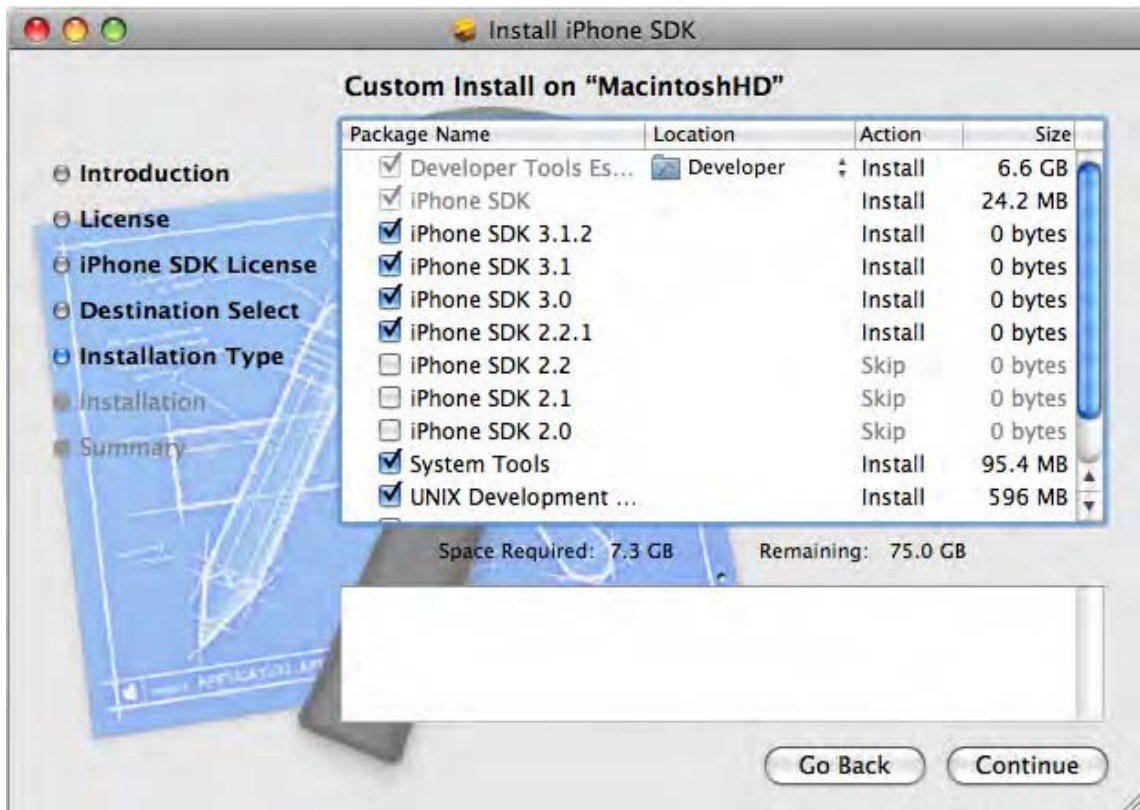 Install iPhone SDK
Custom Install on “MacintoshHD”
Introduction
License
iPhone SDK License
Destination Select
Installation Type
Installation
Summary
Package Name Location Action Size
Developer Tools Es... Developer Install 6.6 GB
iPhone SDK Install 24.2 MB
iPhone SDK 3.1.2 Install 0 bytes
iPhone SDK 3.1 Install 0 bytes
iPhone SDK 3.0 Install 0 bytes
iPhone SDK 2.2.1 Install 0 bytes
iPhone SDK 2.2 Skip 0 bytes
iPhone SDK 2.1 Skip 0 bytes
iPhone SDK 2.0 Skip 0 bytes
System Tools Install 95.4 MB
UNIX Development ... Install 596 MB
Space Required: 7.3 GB Remaining: 75.0 GB
APPLICATION
Go Back Continue